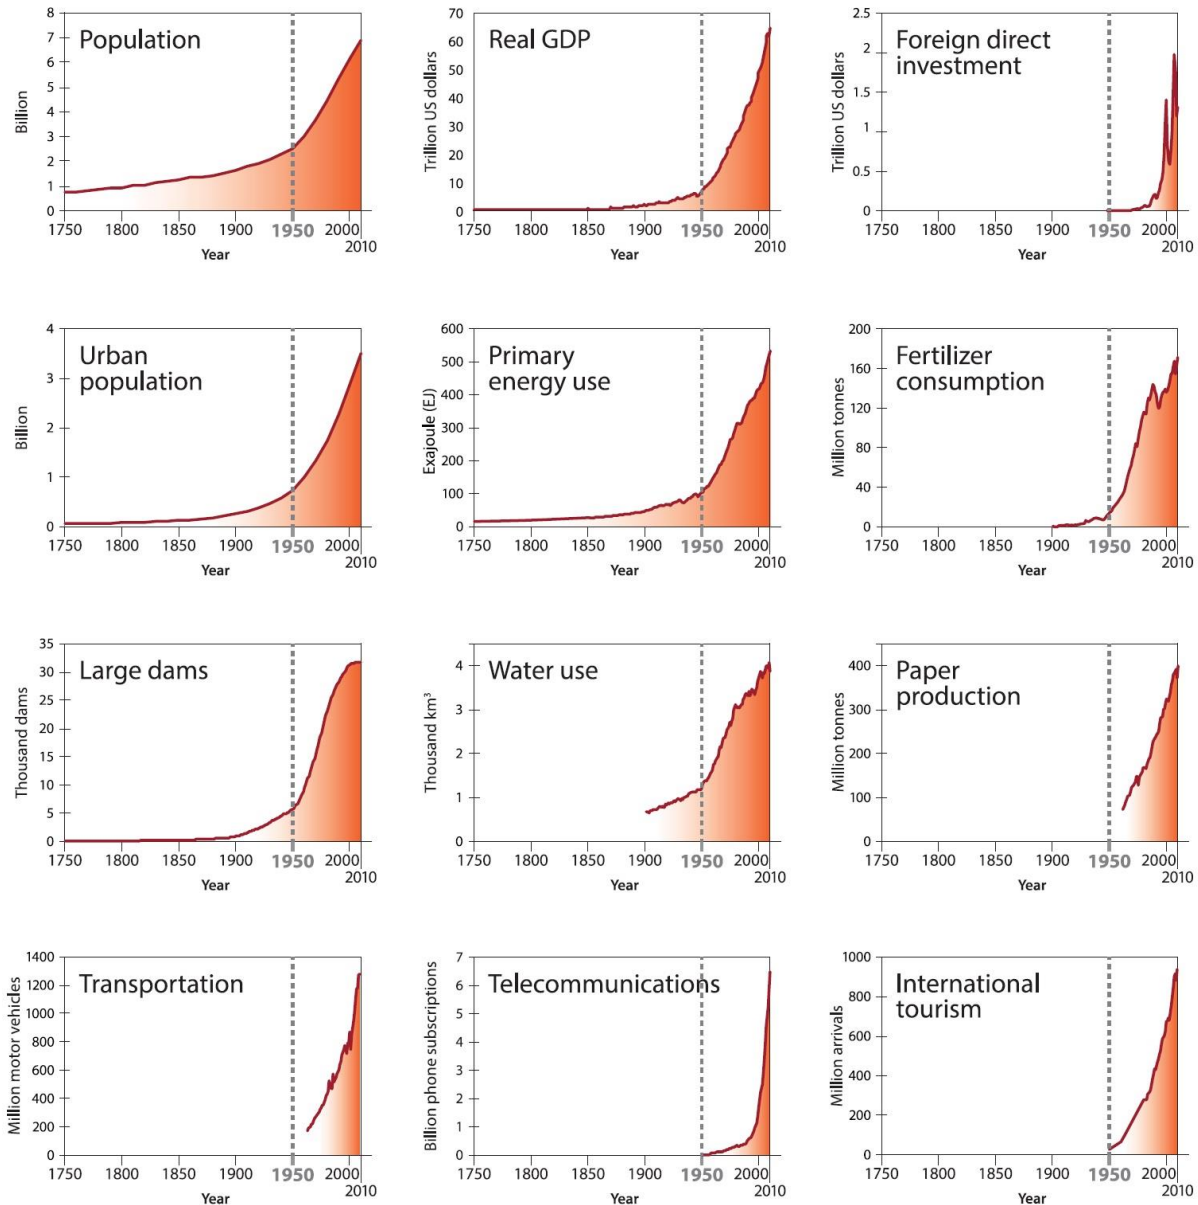 Population
Billion
8
7
6
5
4
3
2
1
0
1750 1800 1850 1900 1950 2000
2010
Year
Real GDP
Trillion US dollars
70
60
50
40
30
20
10
0
1750 1800 1850 1900 1950 2000
2010
Year
Foreign direct
investment
Trillion US dollars
2.5
2
1.5
1
0.5
0
1750 1800 1850 1900 1950 2000
2010
Year
Urban
population
Billion
4
3
2
1
0
1750 1800 1850 1900 1950 2000
2010
Year
Primary
energy use
Exajoule (EJ)
600
500
400
300
200
100
0
1750 1800 1850 1900 1950 2000
2010
Year
Fertilizer
consumption
Million tonnes
200
160
120
80
40
0
1750 1800 1850 1900 1950 2000
2010
Year
Large dams
Thousand dams
35
30
25
20
15
10
5
0
1750 1800 1850 1900 1950 2000
2010
Year
Water use
Thousand km³
4
3
2
1
0
1750 1800 1850 1900 1950 2000
2010
Year
Paper
production
Million tonnes
400
300
200
100
0
1750 1800 1850 1900 1950 2000
2010
Year
Transportation
Million motor vehicles
1400
1200
1000
800
600
400
200
0
1750 1800 1850 1900 1950 2000
2010
Year
Telecommunications
Billion phone subscriptions
7
6
5
4
3
2
1
0
1750 1800 1850 1900 1950 2000
2010
Year
International
tourism
Million arrivals
1000
800
600
400
200
0
1750 1800 1850 1900 1950 2000
2010
Year